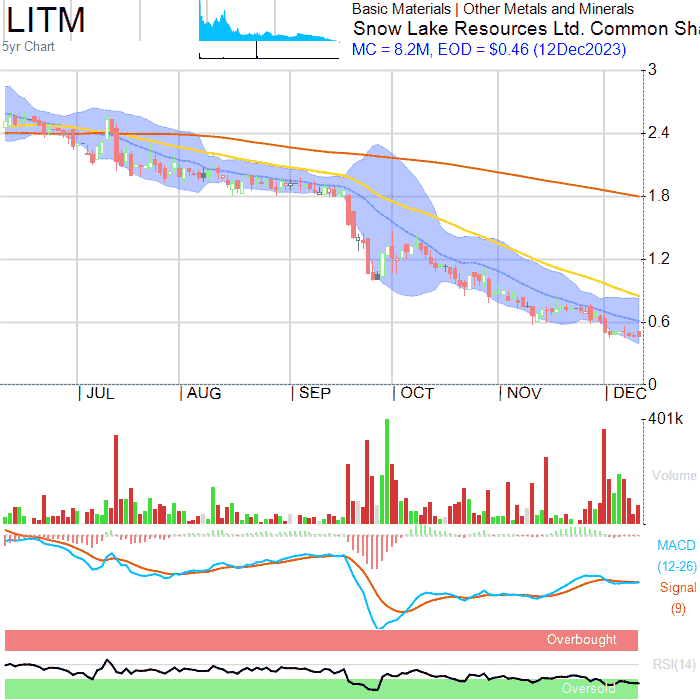 LITM
5yr Chart
Basic Materials | Other Metals and Minerals
Snow Lake Resources Ltd. Common Sha
MC = 8.2M, EOD = $0.46 (12Dec2023)
3
2.4
1.8
1.2
0.6
0
| JUL | AUG | SEP | OCT | NOV | DEC
401k
Volume
MACD
(12-26)
Signal
(9)
Overbought
RSI(14)
Oversold